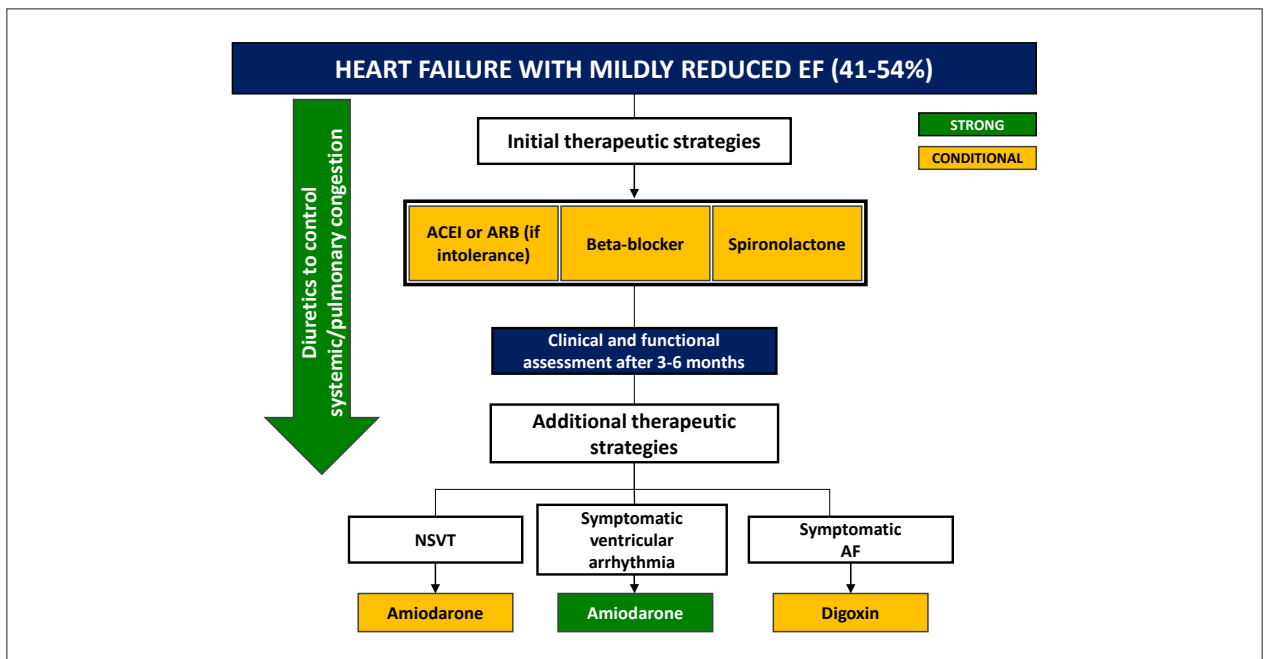 HEART FAILURE WITH MILDLY REDUCED EF (41-54%)
Diuretics to control
systemic/pulmonary congestion
Initial therapeutic strategies
STRONG
CONDITIONAL
ACEI or ARB (if
intolerance)
Beta-blocker
Spironolactone
Clinical and functional
assessment after 3-6 months
Additional therapeutic
strategies
NSVT
Symptomatic
ventricular
arrhythmia
Symptomatic
AF
Amiodarone
Amiodarone
Digoxin